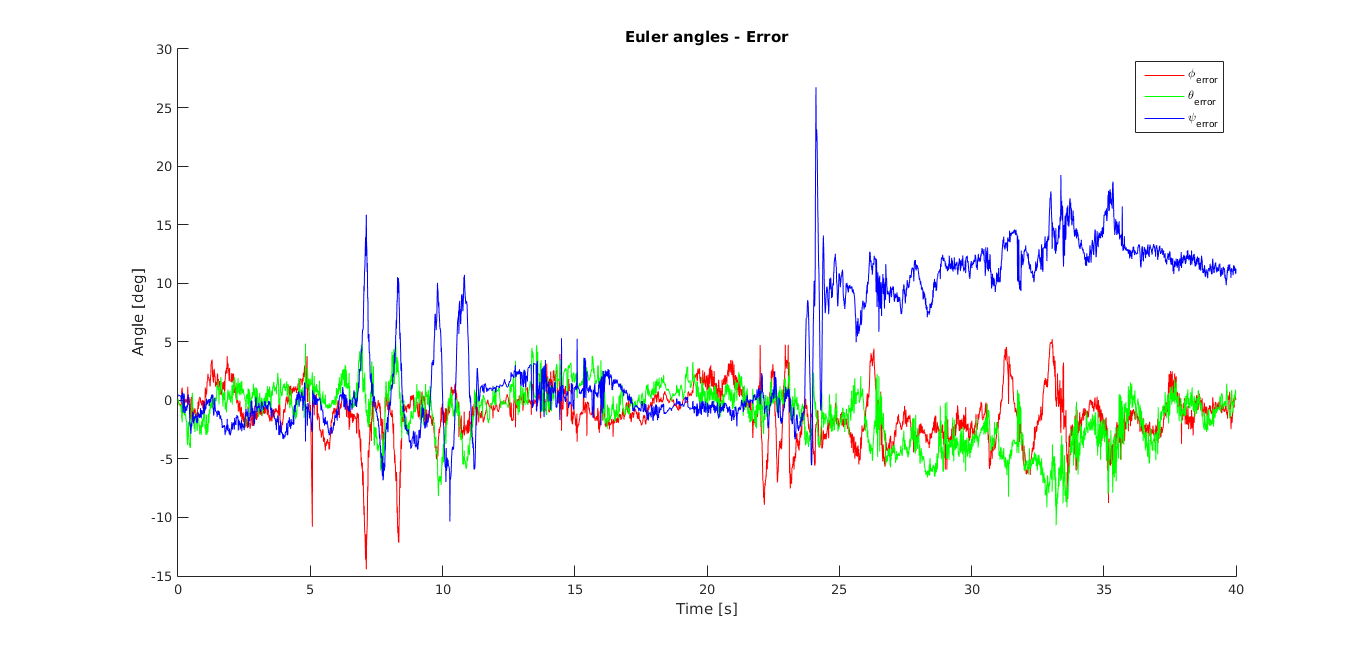 Euler angles - Error
ϕerror
θerror
ψerror
Angle [deg]
30
25
20
15
10
5
0
-5
-10
-15
0 5 10 15 20 25 30 35 40
Time [s]